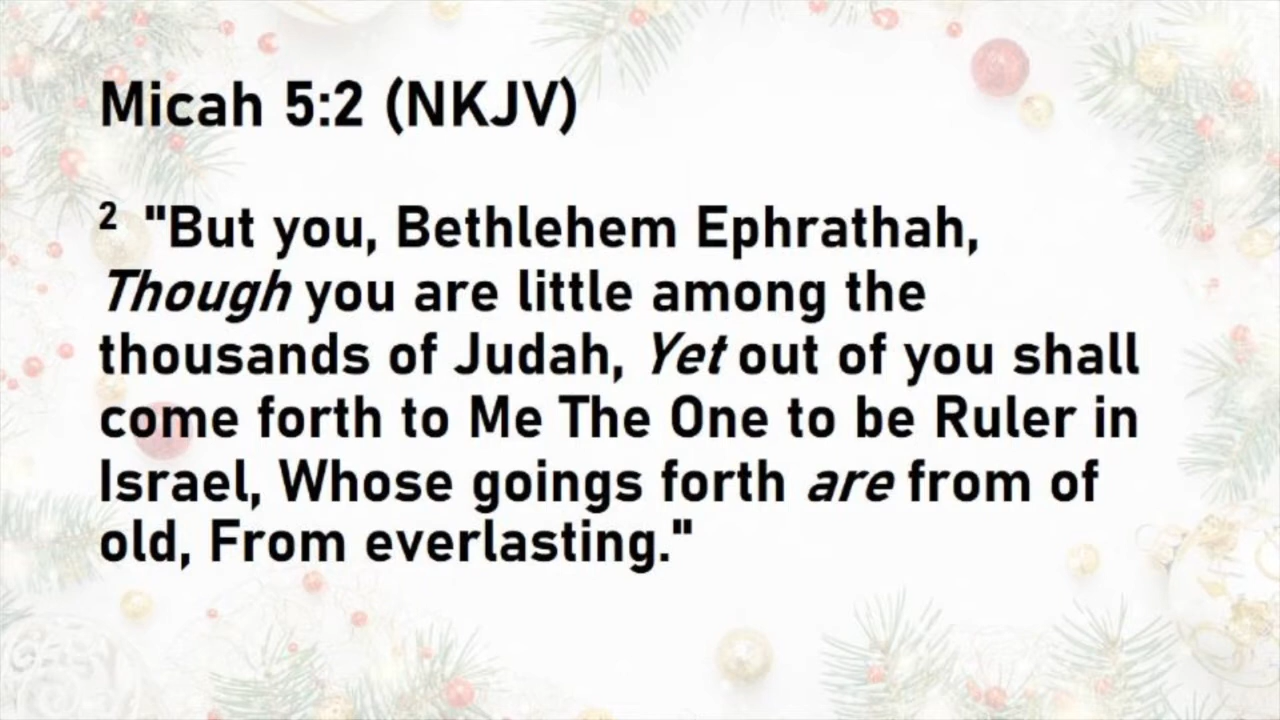 Micah 5:2 (NKJV)
2 "But you, Bethlehem Ephrathah,
Though you are little among the
thousands of Judah, Yet out of you shall
come forth to Me The One to be Ruler in
Israel, Whose goings forth are from of
old, From everlasting."